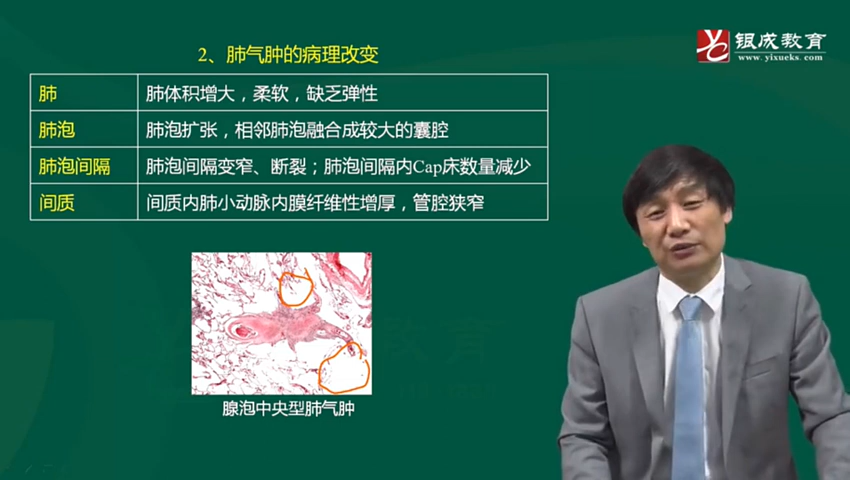 2、肺气肿的病理改变
银成教育
www.yixueks.com
肺 肺体积增大，柔软，缺乏弹性
肺泡 肺泡扩张，相邻肺泡融合成较大的囊腔
肺泡间隔 肺泡间隔变窄、断裂；肺泡间隔内Cap床数量减少
间质 间质内肺小动脉内膜纤维性增厚，管腔狭窄
教育
腺泡中央型肺气肿